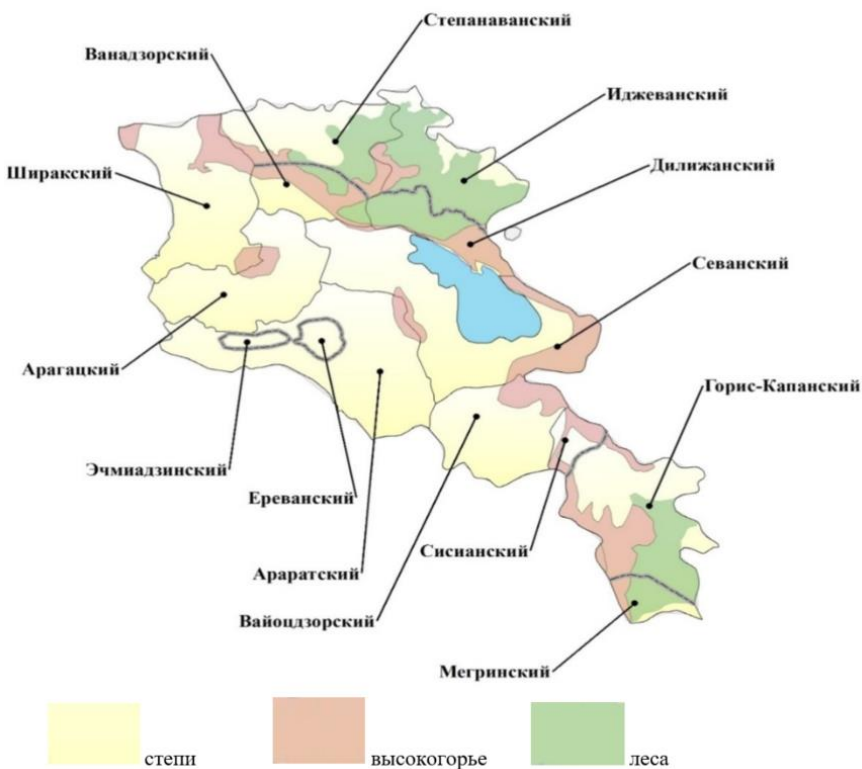 Степанаванский
Ванадзорский
Иджеванский
Дилижанский
Ширакский
Севанский
Арагацкий
Горис-Капанский
Эчмиадзинский
Ереванский
Сисианский
Араратский
Вайоцдзорский
Мегринский
степи
высокогорье
леса